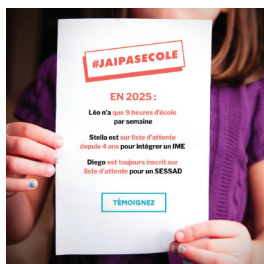 #JAIPASECOLE
EN 2025 :
Léo n'a que 9 heures d'école
par semaine
Stella est sur liste d'attente
depuis 4 ans pour intégrer un IME
Diego est toujours inscrit sur
liste d'attente pour un SESSAD
TÉMOIGNEZ